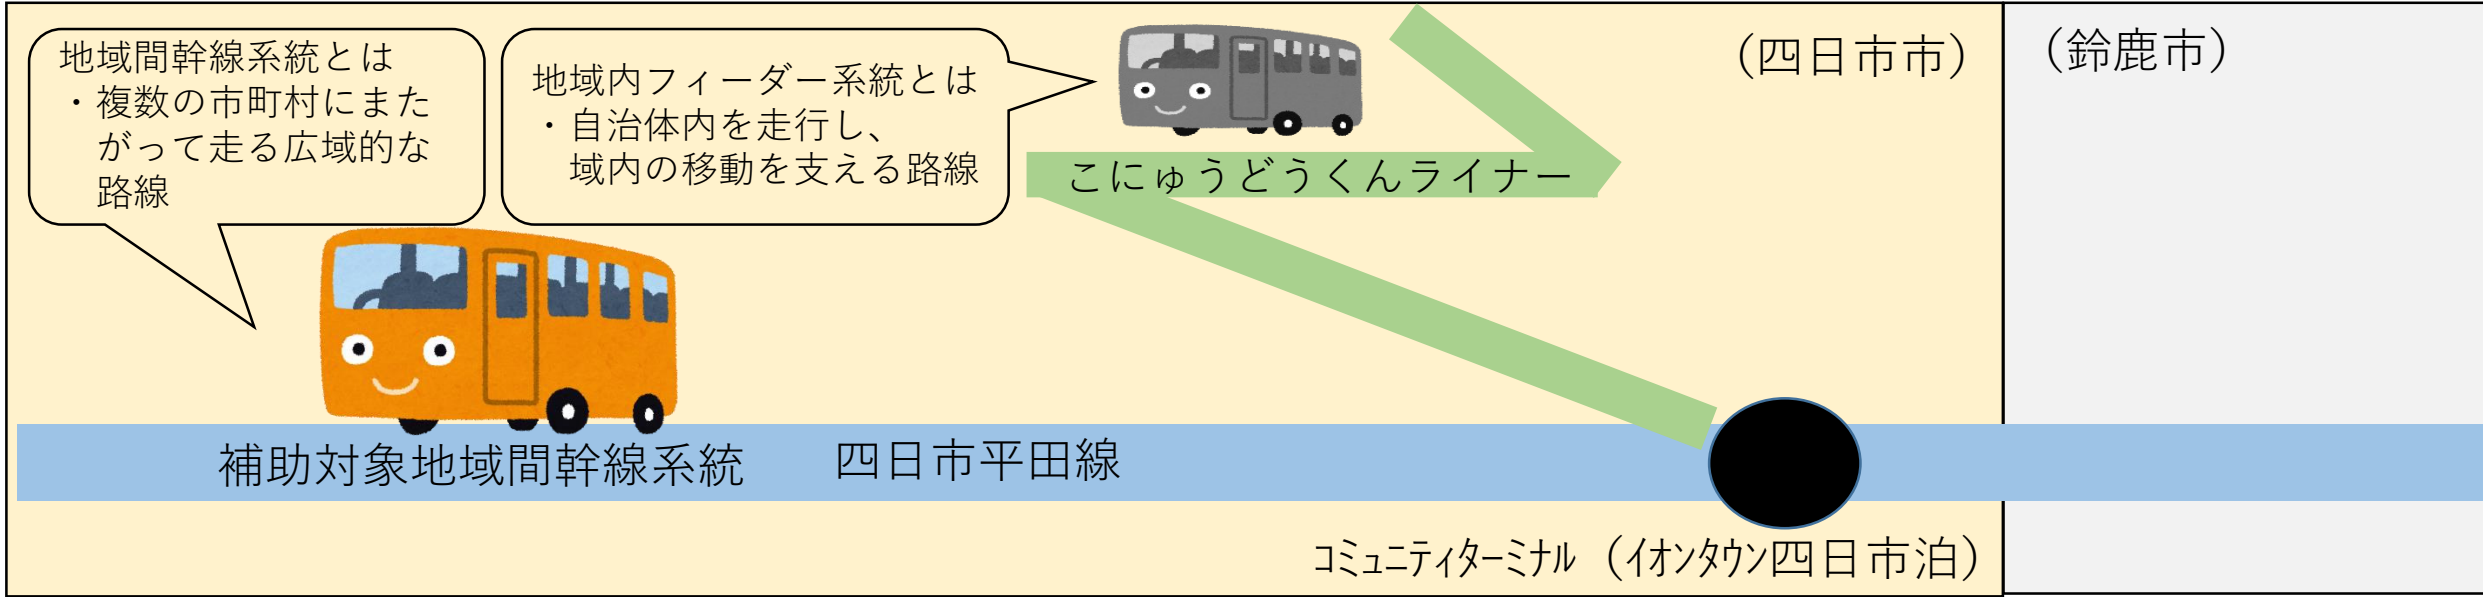 地域間幹線系統とは
・複数の市町村にまた
がって走る広域的な
路線
地域内フィーダー系統とは
・自治体内を走行し、
域内の移動を支える路線
(四日市市)
(鈴鹿市)
こにゅうどうくんライナー
補助対象地域間幹線系統 四日市平田線
ｺﾐｭﾆﾃｨﾀｰﾐﾅﾙ (ｲｵﾝﾀｳﾝ四日市泊)